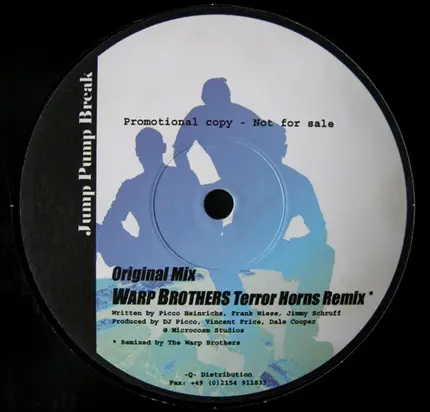 Jump Pump Break
Promotional copy - Not for sale
Original Mix
WARP BROTHERS Terror Horns Remix *
Written by Picco Heinrichs, Frank Wiese, Jimmy Schruff
Produced by DJ Picco, Vincent Price, Dale Cooper
@ Microcosm Studios
* Remixed by The Warp Brothers
-Q- Distribution
Fax: +49 (0)2154 911833